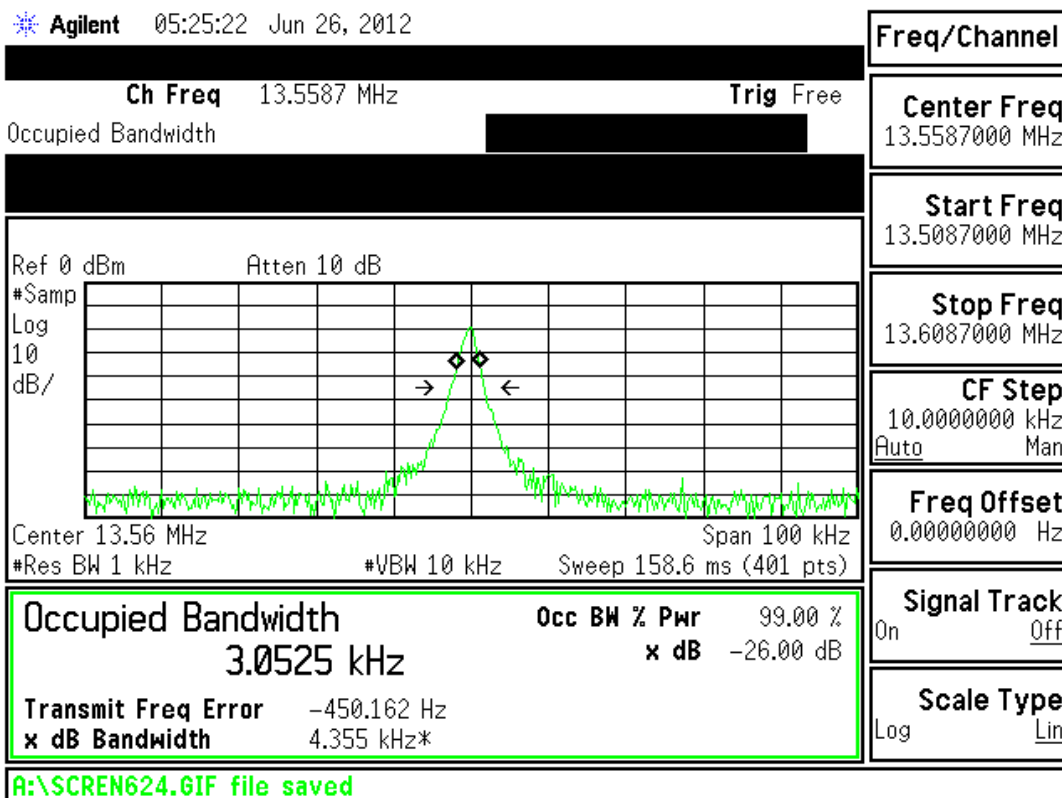 Agilent 05:25:22 Jun 26, 2012
Freq/Channel
Ch Freq 13.5587 MHz Trig Free
Occupied Bandwidth
Center Freq
13.5587000 MHz
Start Freq
13.5087000 MHz
Stop Freq
13.6087000 MHz
CF Step
10.0000000 kHz
Auto Man
Freq Offset
0.00000000 Hz
Signal Track
On Off
Scale Type
Log Lin
Ref 0 dBm Atten 10 dB
#Samp
Log
10
dB/
Center 13.56 MHz Span 100 kHz
#Res BW 1 kHz #VBW 10 kHz Sweep 158.6 ms (401 pts)
Occupied Bandwidth Occ BW % Pwr 99.00 %
3.0525 kHz x dB -26.00 dB
Transmit Freq Error -450.162 Hz
x dB Bandwidth 4.355 kHz*
A:\SCREN624.GIF file saved